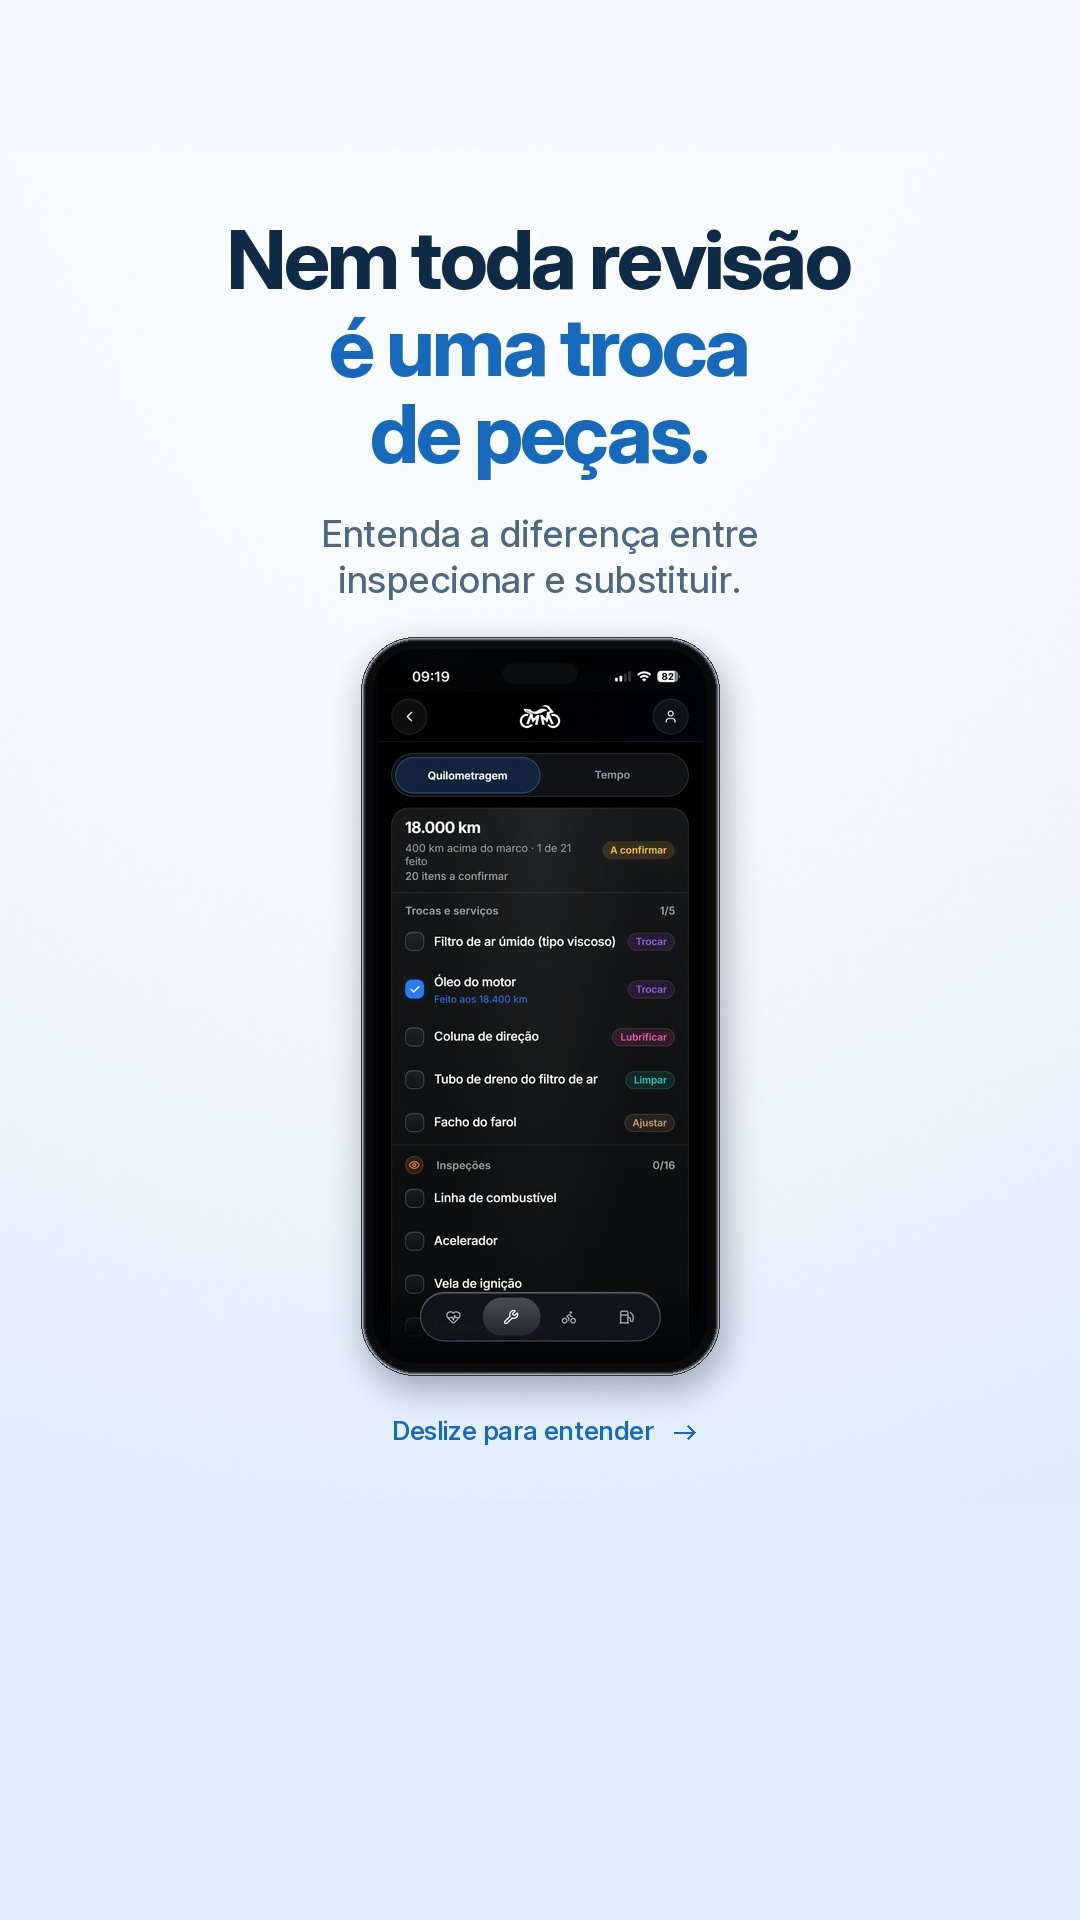 Nem toda revisão
é uma troca
de peças.
Entenda a diferença entre
inspecionar e substituir.
09:19
82
MM
Quilometragem
Tempo
18.000 km
400 km acima do marco · 1 de 21
feito
20 itens a confirmar
A confirmar
Trocas e serviços
1/5
Filtro de ar úmido (tipo viscoso)
Trocar
Óleo do motor
Feito aos 18.400 km
Trocar
Coluna de direção
Lubrificar
Tubo de dreno do filtro de ar
Limpar
Facho do farol
Ajustar
Inspeções
0/16
Linha de combustível
Acelerador
Vela de ignição
Deslize para entender →